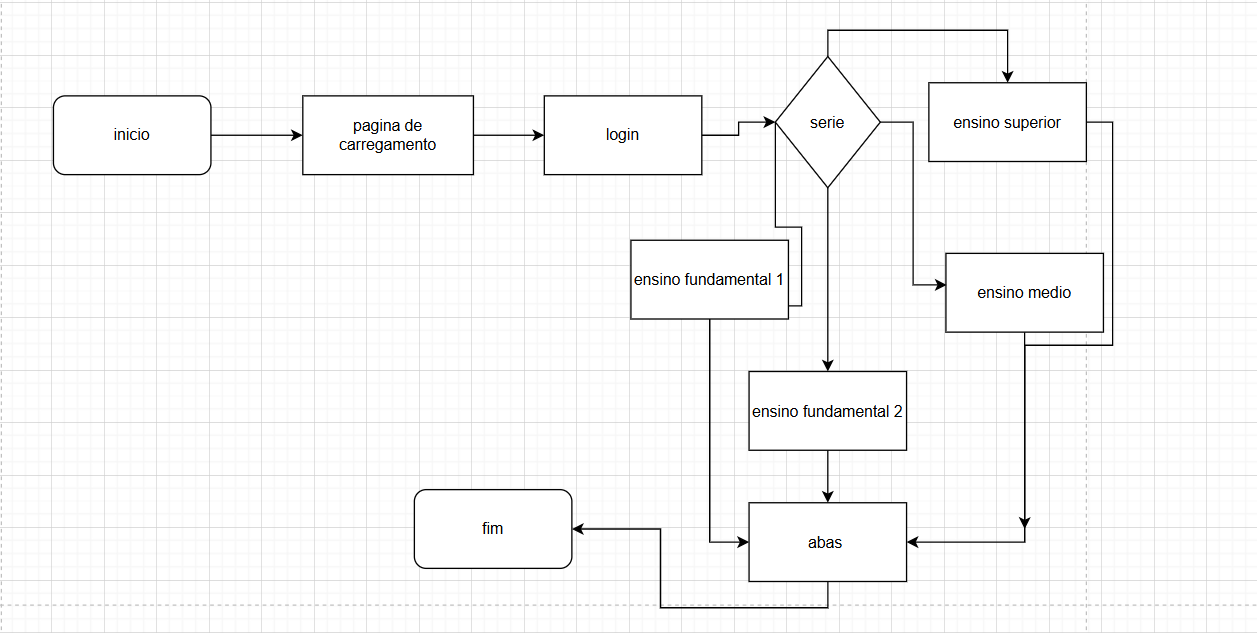 inicio
pagina de
carregamento
login
serie
ensino superior
ensino fundamental 1
ensino medio
ensino fundamental 2
fim
abas